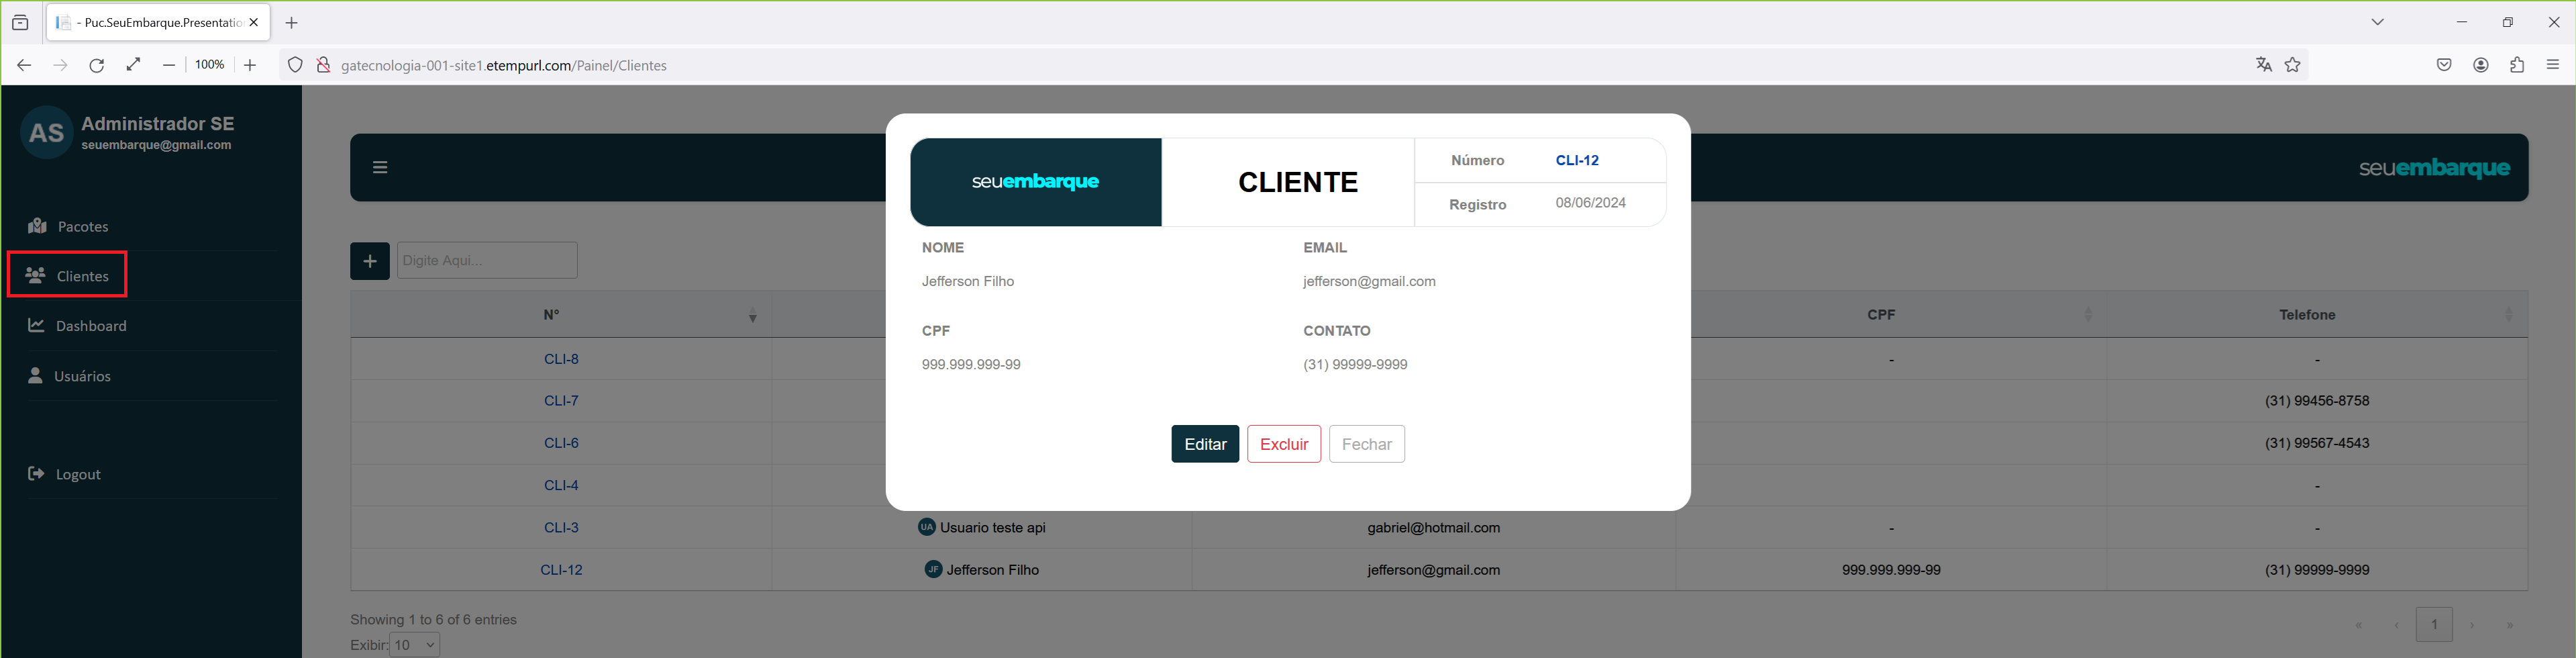 - Puc.SeuEmbarque.Presentatio
100%
gatecnologia-001-site1.etempurl.com/Painel/Clientes
AS
Administrador SE
seuembarque@gmail.com
Pacotes
Clientes
Dashboard
Usuários
Logout
seuembarque
seuembarque
CLIENTE
Número CLI-12
Registro 08/06/2024
NOME EMAIL
Jefferson Filho jefferson@gmail.com
CPF CONTATO
999.999.999-99 (31) 99999-9999
Editar Excluir Fechar
Digite Aqui...
Nº CPF Telefone
CLI-8 - -
CLI-7 (31) 99456-8758
CLI-6 (31) 99567-4543
CLI-4 -
CLI-3 UA Usuario teste api gabriel@hotmail.com - -
CLI-12 JF Jefferson Filho jefferson@gmail.com 999.999.999-99 (31) 99999-9999
Showing 1 to 6 of 6 entries
Exibir: 10
« ‹ 1 › »